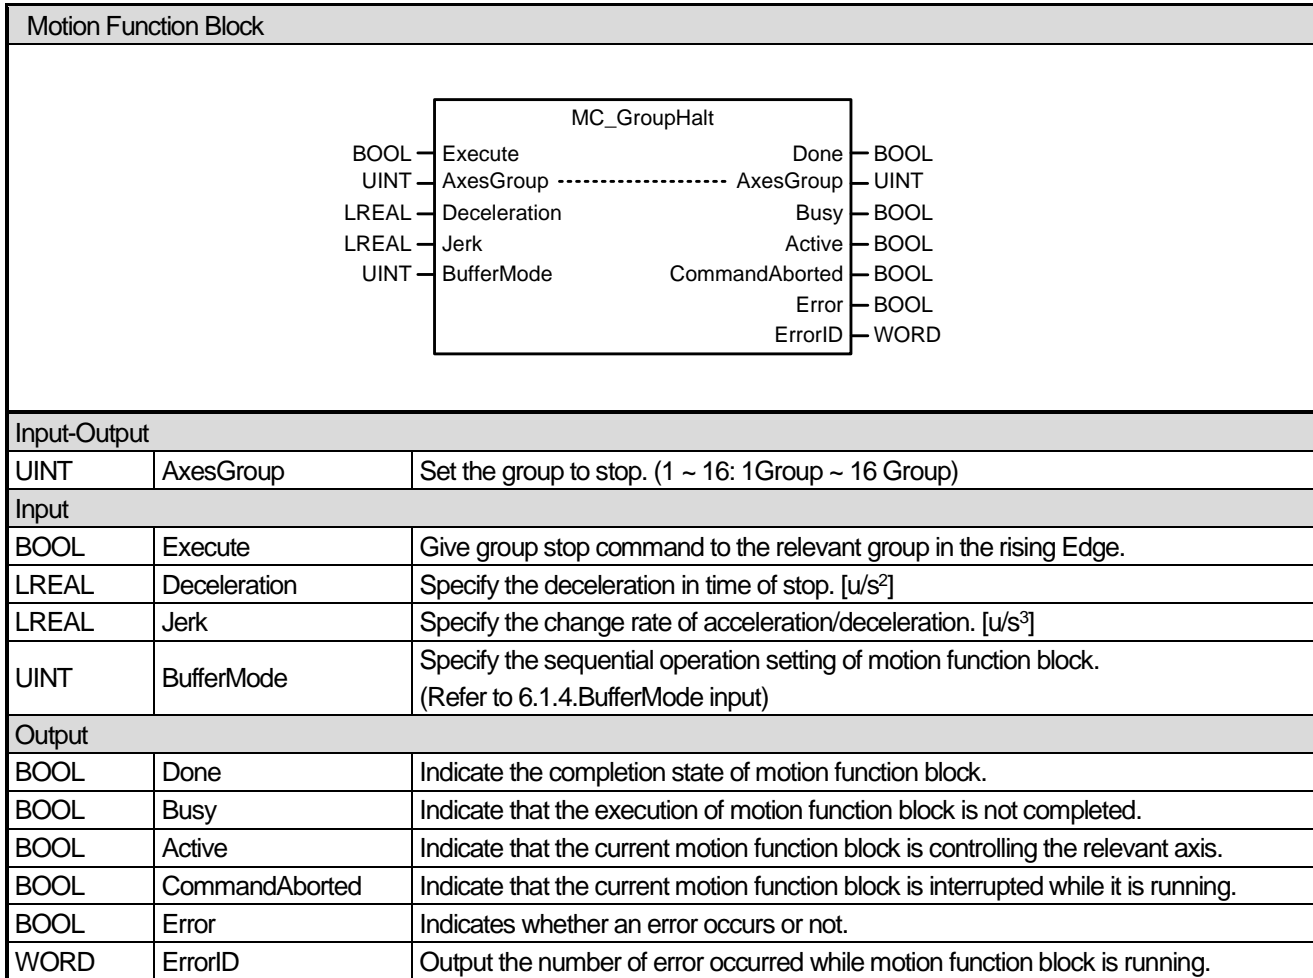 Motion Function Block
MC_GroupHalt
BOOL Execute Done BOOL
UINT AxesGroup AxesGroup UINT
LREAL Deceleration Busy BOOL
LREAL Jerk Active BOOL
UINT BufferMode CommandAborted BOOL
Error BOOL
ErrorID WORD
Input-Output
UINT AxesGroup Set the group to stop. (1 ~ 16: 1Group ~ 16 Group)
Input
BOOL Execute Give group stop command to the relevant group in the rising Edge.
LREAL Deceleration Specify the deceleration in time of stop. [u/s²]
LREAL Jerk Specify the change rate of acceleration/deceleration. [u/s³]
UINT BufferMode Specify the sequential operation setting of motion function block.
(Refer to 6.1.4.BufferMode input)
Output
BOOL Done Indicate the completion state of motion function block.
BOOL Busy Indicate that the execution of motion function block is not completed.
BOOL Active Indicate that the current motion function block is controlling the relevant axis.
BOOL CommandAborted Indicate that the current motion function block is interrupted while it is running.
BOOL Error Indicates whether an error occurs or not.
WORD ErrorID Output the number of error occurred while motion function block is running.